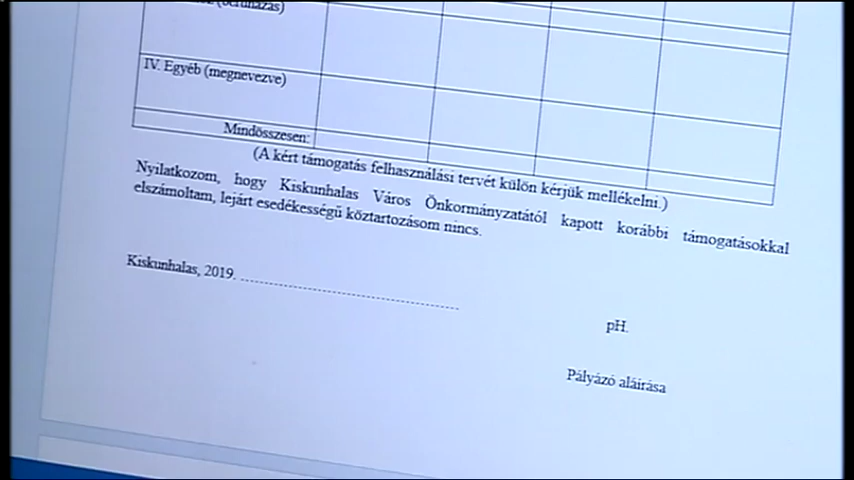 (beruházás)
IV. Egyéb (megnevezve)
Mindösszesen:
(A kért támogatás felhasználási tervét külön kérjük mellékelni.)
Nyilatkozom, hogy Kiskunhalas Város Önkormányzatától kapott korábbi támogatásokkal
elszámoltam, lejárt esedékességű köztartozásom nincs.
Kiskunhalas, 2019. ........................................
pH.
Pályázó aláírása